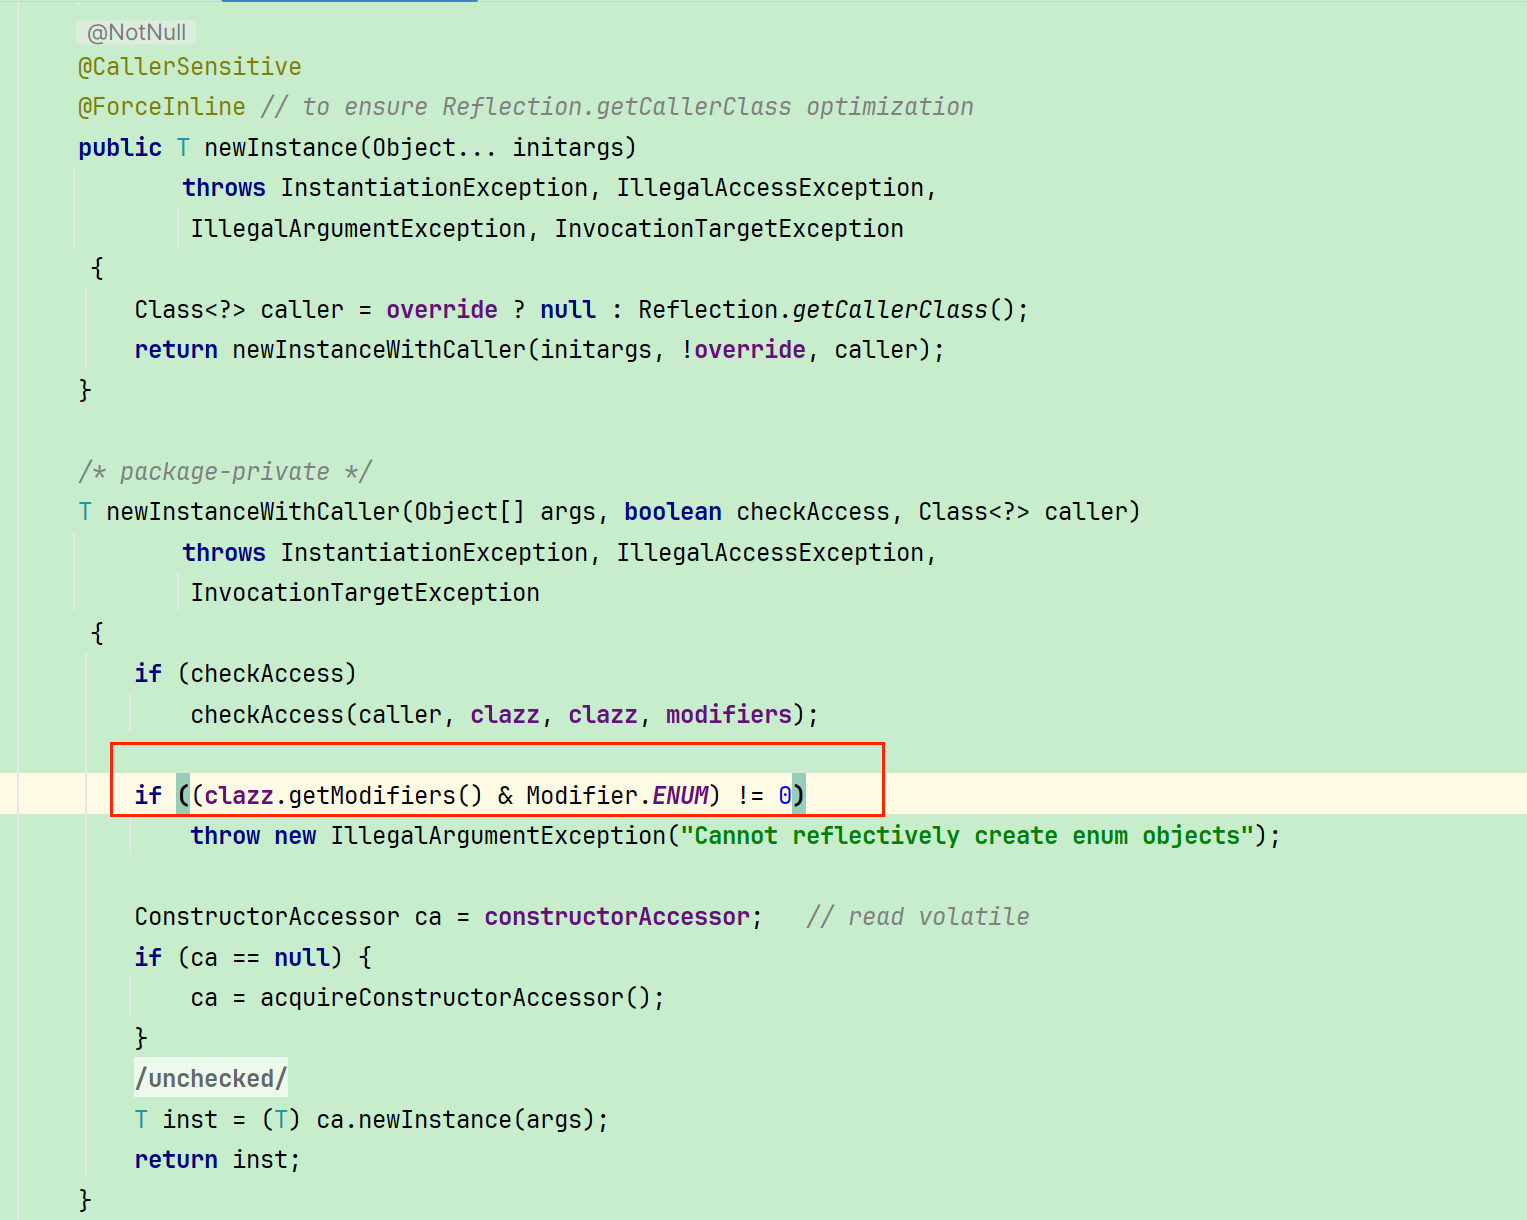 @NotNull
@CallerSensitive
@ForceInline // to ensure Reflection.getCallerClass optimization
public T newInstance(Object... initargs)
throws InstantiationException, IllegalAccessException,
IllegalArgumentException, InvocationTargetException
{
Class<?> caller = override ? null : Reflection.getCallerClass();
return newInstanceWithCaller(initargs, !override, caller);
}
/* package-private */
T newInstanceWithCaller(Object[] args, boolean checkAccess, Class<?> caller)
throws InstantiationException, IllegalAccessException,
InvocationTargetException
{
if (checkAccess)
checkAccess(caller, clazz, clazz, modifiers);
if ((clazz.getModifiers() & Modifier.ENUM) != 0)
throw new IllegalArgumentException("Cannot reflectively create enum objects");
ConstructorAccessor ca = constructorAccessor; // read volatile
if (ca == null) {
ca = acquireConstructorAccessor();
}
/unchecked/
T inst = (T) ca.newInstance(args);
return inst;
}